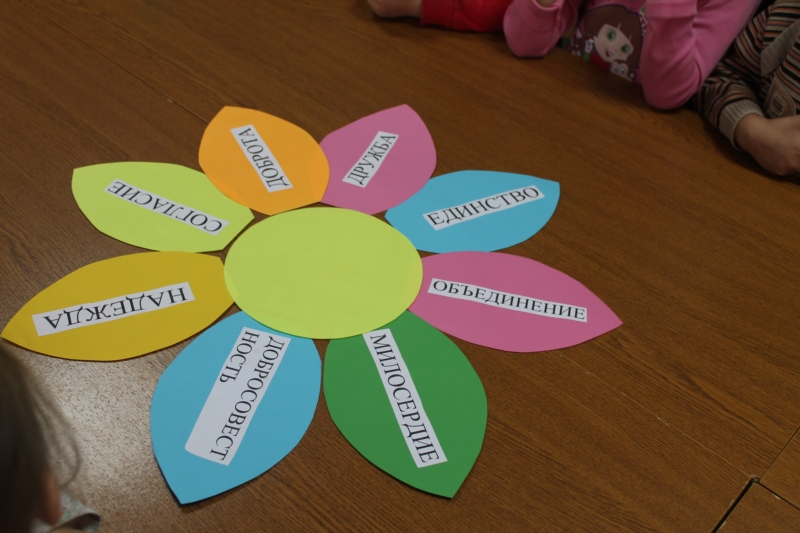 ДОБРОТА
ДРУЖБА
ЕДИНСТВО
ОБЪЕДИНЕНИЕ
МИЛОСЕРДИЕ
ДОБРОСОВЕСТ
НОСТЬ
НАДЕЖДА
СОГЛАСИЕ